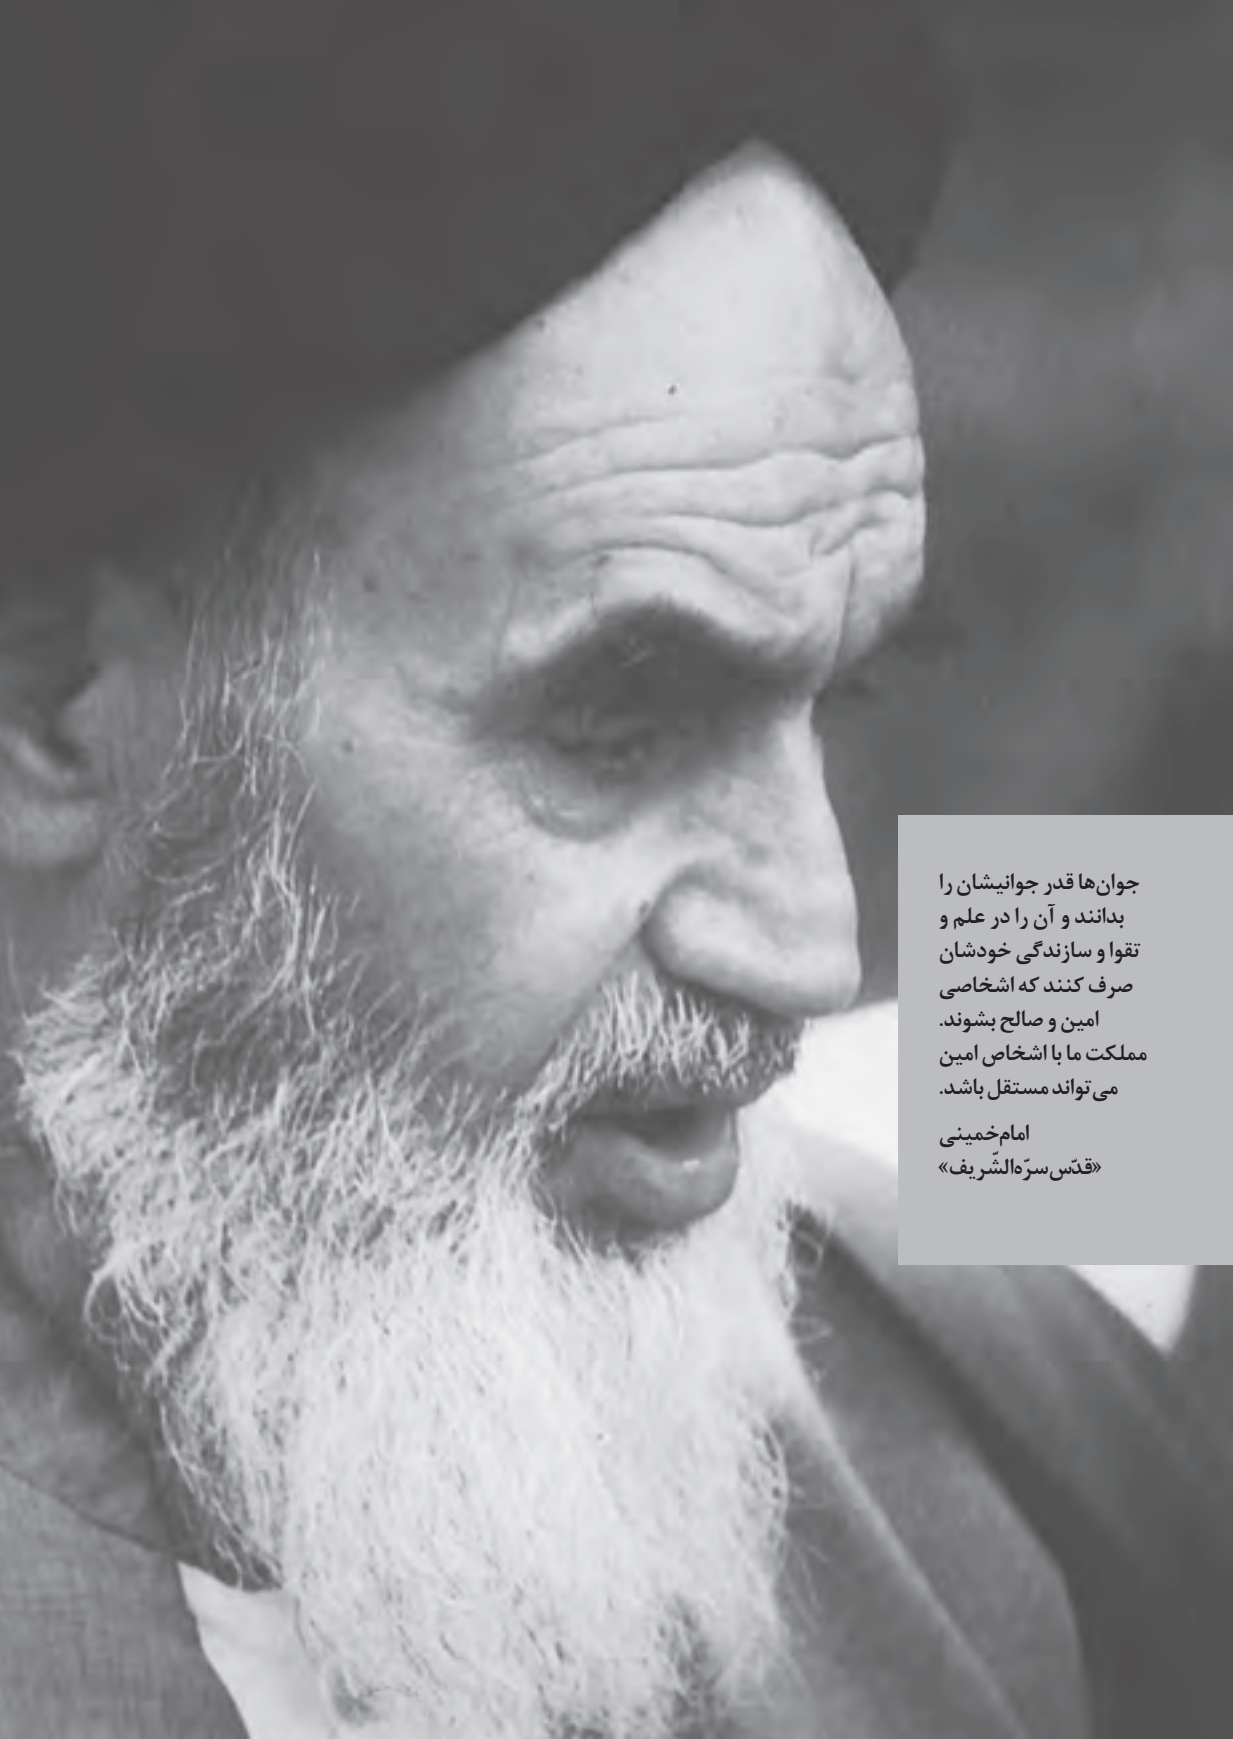 جوان‌ها قدر جوانیشان را
بدانند و آن را در علم و
تقوا و سازندگی خودشان
صرف کنند که اشخاصی
امین و صالح بشوند.
مملکت ما با اشخاص امین
می‌تواند مستقل باشد.
امام‌خمینی
«قدّس‌سرّه‌الشّریف»